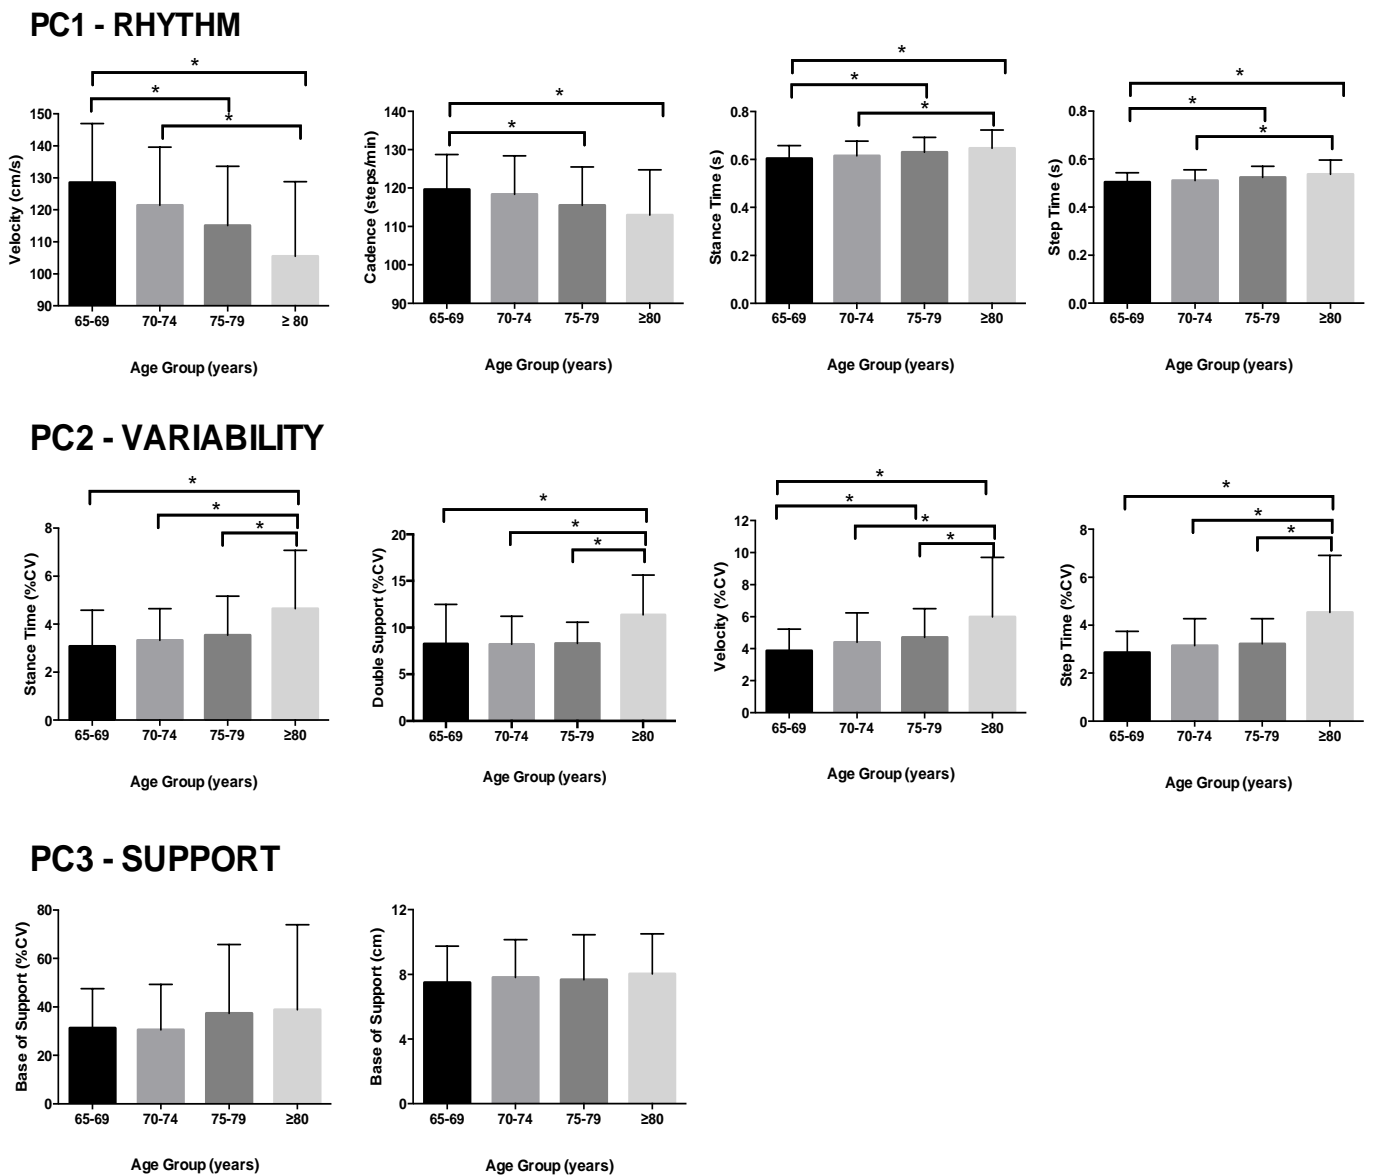 PC1 - RHYTHM
* * *
Velocity (cm/s)
150
140
130
120
110
100
90
65-69 70-74 75-79 ≥ 80
Age Group (years)
* *
Cadence (steps/min)
140
130
120
110
100
90
65-69 70-74 75-79 ≥80
Age Group (years)
* * *
Stance Time (s)
0.8
0.6
0.4
0.2
0.0
65-69 70-74 75-79 ≥80
Age Group (years)
* * *
Step Time (s)
0.8
0.6
0.4
0.2
0.0
65-69 70-74 75-79 ≥80
Age Group (years)
PC2 - VARIABILITY
* * *
Stance Time (%CV)
8
6
4
2
0
65-69 70-74 75-79 ≥80
Age Group (years)
* * *
Double Support (%CV)
20
15
10
5
0
65-69 70-74 75-79 ≥80
Age Group (years)
* * * *
Velocity (%CV)
12
10
8
6
4
2
0
65-69 70-74 75-79 ≥80
Age Group (years)
* * *
Step Time (%CV)
8
6
4
2
0
65-69 70-74 75-79 ≥80
Age Group (years)
PC3 - SUPPORT
Base of Support (%CV)
80
60
40
20
0
65-69 70-74 75-79 ≥80
Age Group (years)
Base of Support (cm)
12
8
4
0
65-69 70-74 75-79 ≥80
Age Group (years)